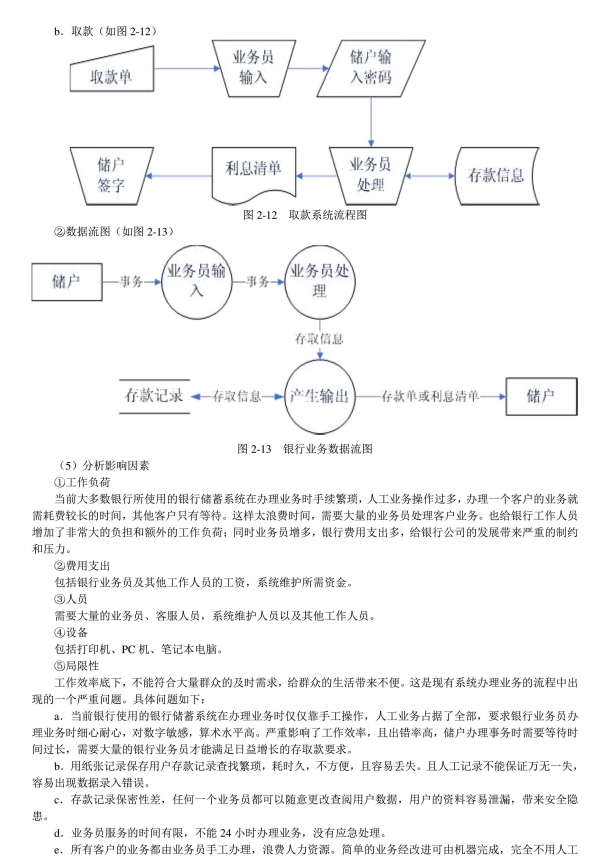 b．取款（如图 2-12）
取款单
业务员
输入
储户输
入密码
储户
签字
利息清单
业务员
处理
存款信息
图 2-12　取款系统流程图
②数据流图（如图 2-13）
储户
事务
业务员输
入
事务
业务员处
理
存取信息
存款记录
存取信息
产生输出
存款单或利息清单
储户
图 2-13　银行业务数据流图
（5）分析影响因素
①工作负荷
当前大多数银行所使用的银行储蓄系统在办理业务时手续繁琐，人工业务操作过多，办理一个客户的业务就
需耗费较长的时间，其他客户只有等待。这样太浪费时间，需要大量的业务员处理客户业务。也给银行工作人员
增加了非常大的负担和额外的工作负荷；同时业务员增多，银行费用支出多，给银行公司的发展带来严重的制约
和压力。
②费用支出
包括银行业务员及其他工作人员的工资，系统维护所需资金。
③人员
需要大量的业务员、客服人员，系统维护人员以及其他工作人员。
④设备
包括打印机、PC 机、笔记本电脑。
⑤局限性
工作效率底下，不能符合大量群众的及时需求，给群众的生活带来不便。这是现有系统办理业务的流程中出
现的一个严重问题。具体问题如下：
a．当前银行使用的银行储蓄系统在办理业务时仅仅靠手工操作，人工业务占据了全部，要求银行业务员办
理业务时细心耐心，对数字敏感，算术水平高。严重影响了工作效率，且出错率高，储户办理事务时需要等待时
间过长，需要大量的银行业务员才能满足日益增长的存取款要求。
b．用纸张记录保存用户存款记录查找繁琐，耗时久，不方便，且容易丢失。且人工记录不能保证万无一失，
容易出现数据录入错误。
c．存款记录保密性差，任何一个业务员都可以随意更改查阅用户数据，用户的资料容易泄漏，带来安全隐
患。
d．业务员服务的时间有限，不能 24 小时办理业务，没有应急处理。
e．所有客户的业务都由业务员手工办理，浪费人力资源。简单的业务经改进可由机器完成，完全不用人工